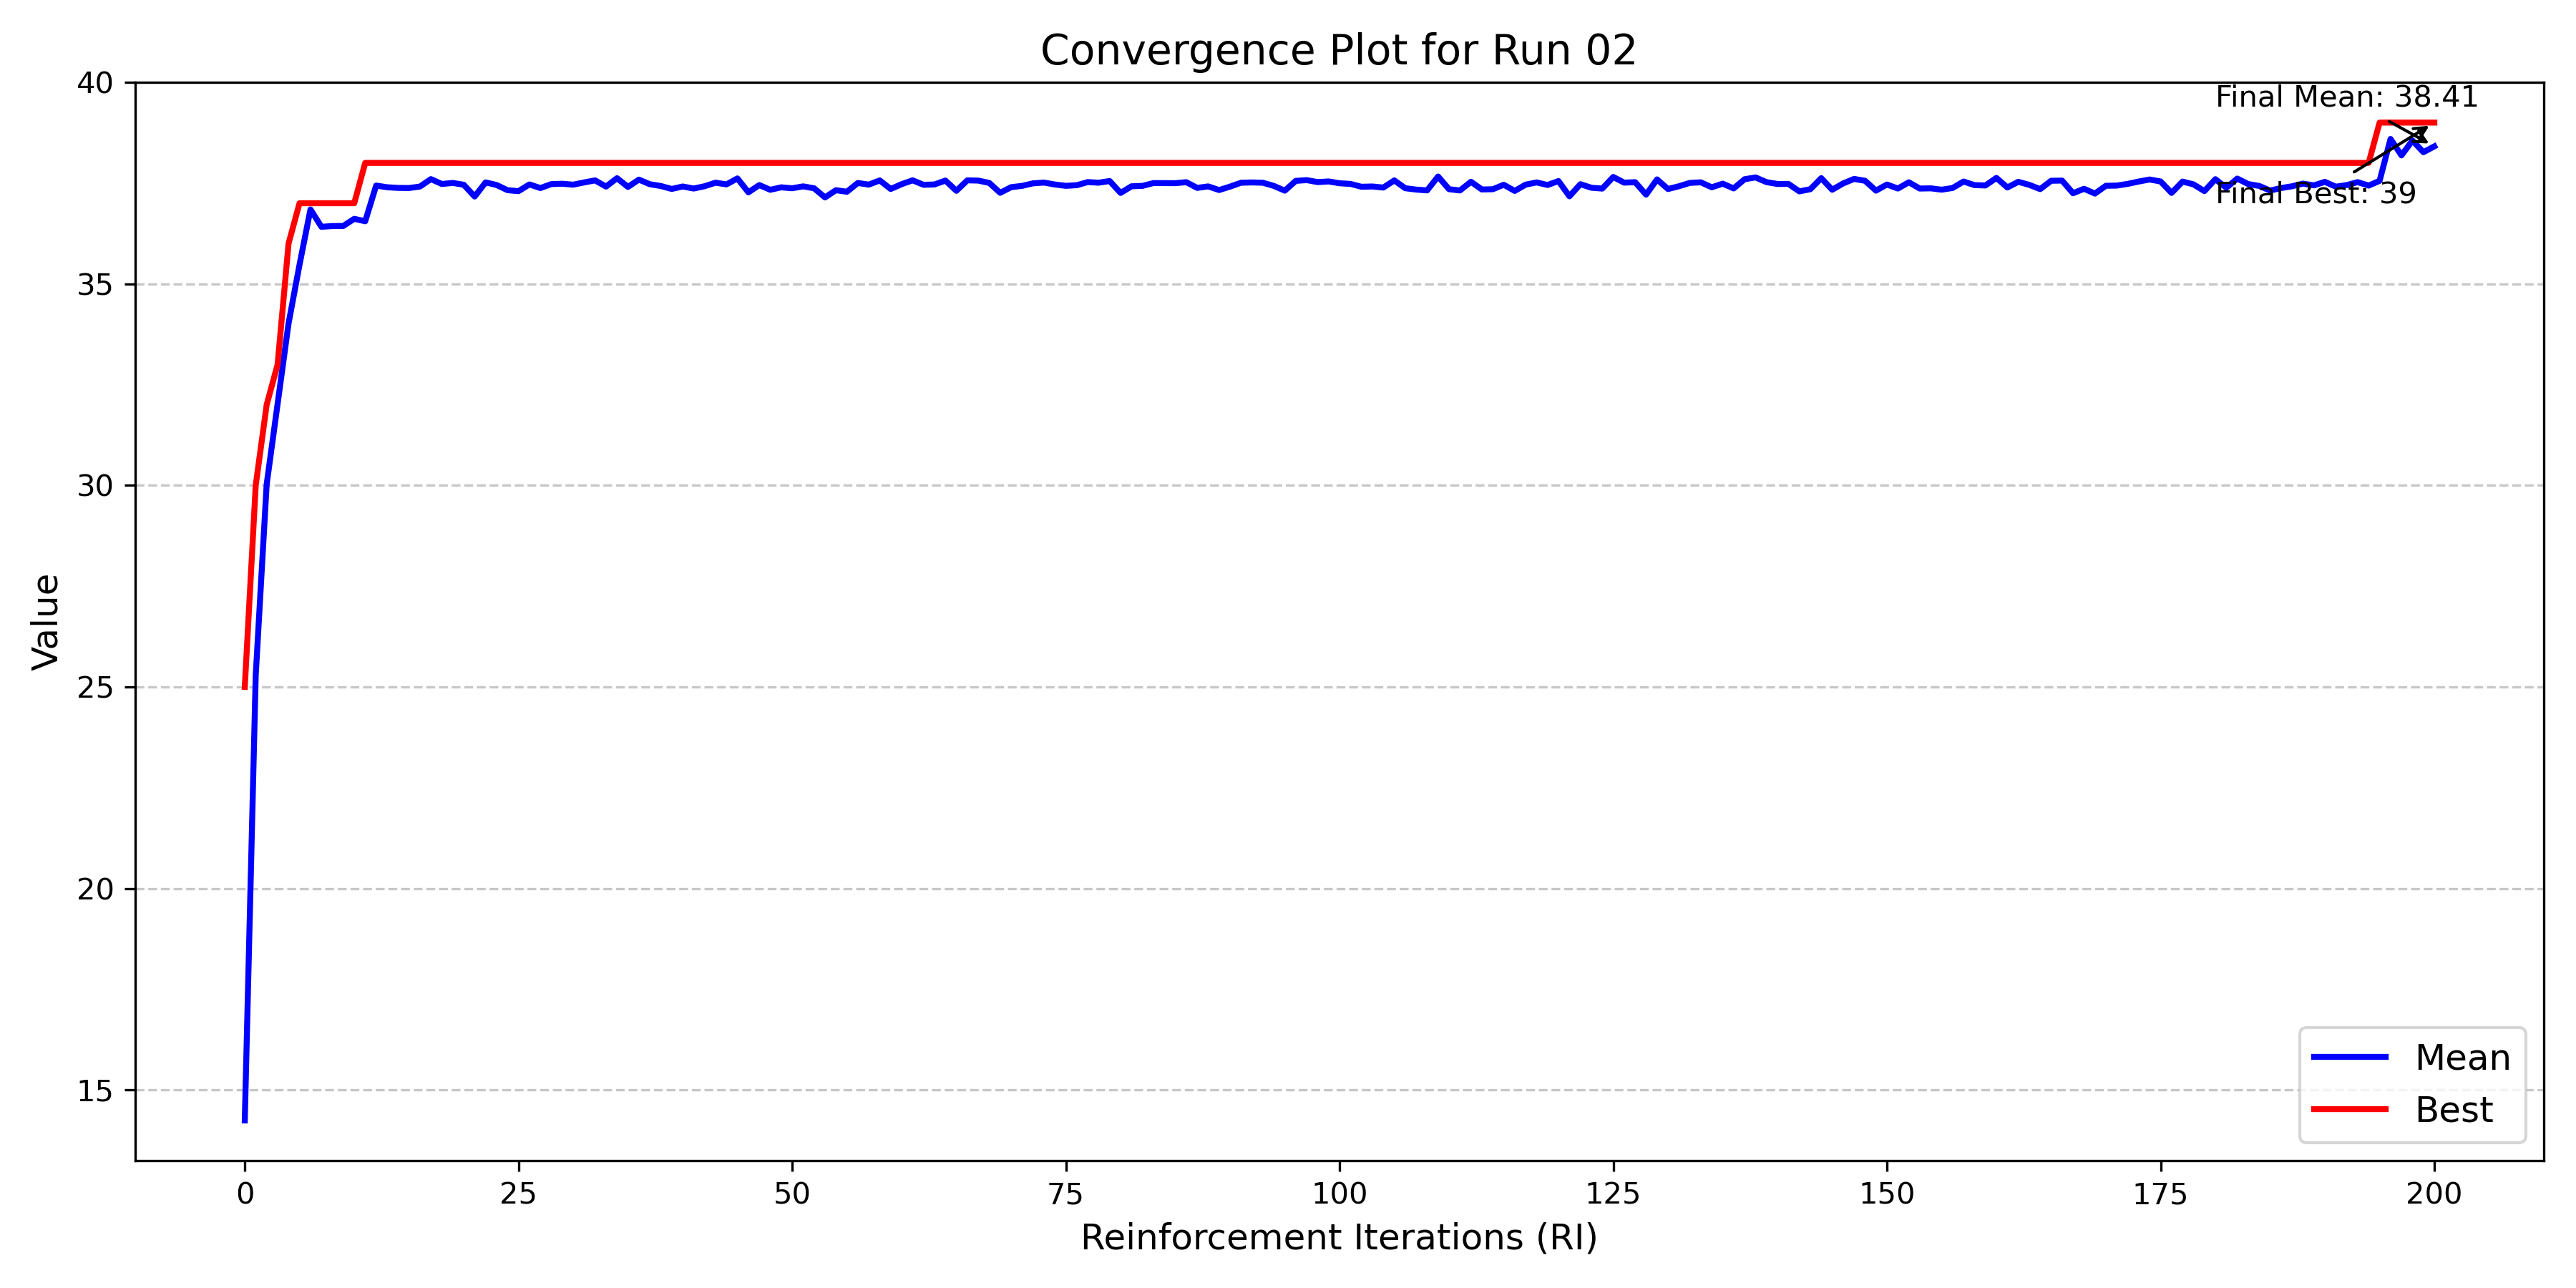 Convergence Plot for Run 02
Final Mean: 38.41
Final Best: 39
Value
40
35
30
25
20
15
0 25 50 75 100 125 150 175 200
Reinforcement Iterations (RI)
Mean
Best